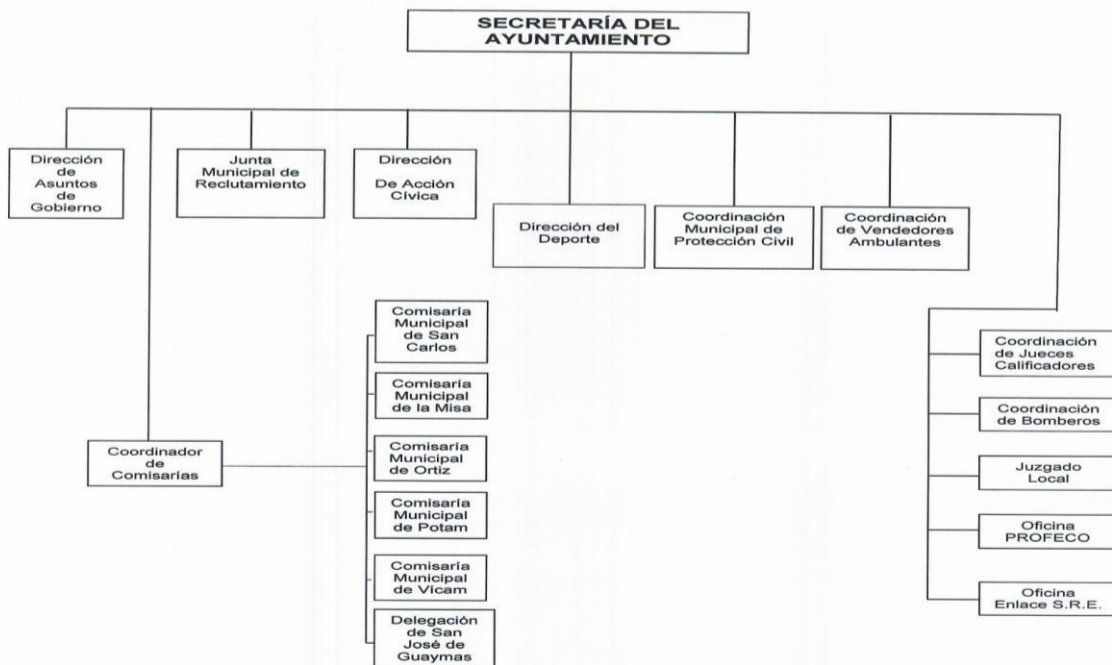 SECRETARÍA DEL
AYUNTAMIENTO
Dirección
de
Asuntos
de
Gobierno
Junta
Municipal de
Reclutamiento
Dirección
De Acción
Cívica
Dirección del
Deporte
Coordinación
Municipal de
Protección Civil
Coordinación
de Vendedores
Ambulantes
Coordinador
de
Comisarías
Comisaría
Municipal
de San
Carlos
Comisaría
Municipal
de la Misa
Comisaría
Municipal
de Ortiz
Comisaría
Municipal
de Potam
Comisaría
Municipal
de Vícam
Delegación
de San
José de
Guaymas
Coordinación
de Jueces
Calificadores
Coordinación
de Bomberos
Juzgado
Local
Oficina
PROFECO
Oficina
Enlace S.R.E.